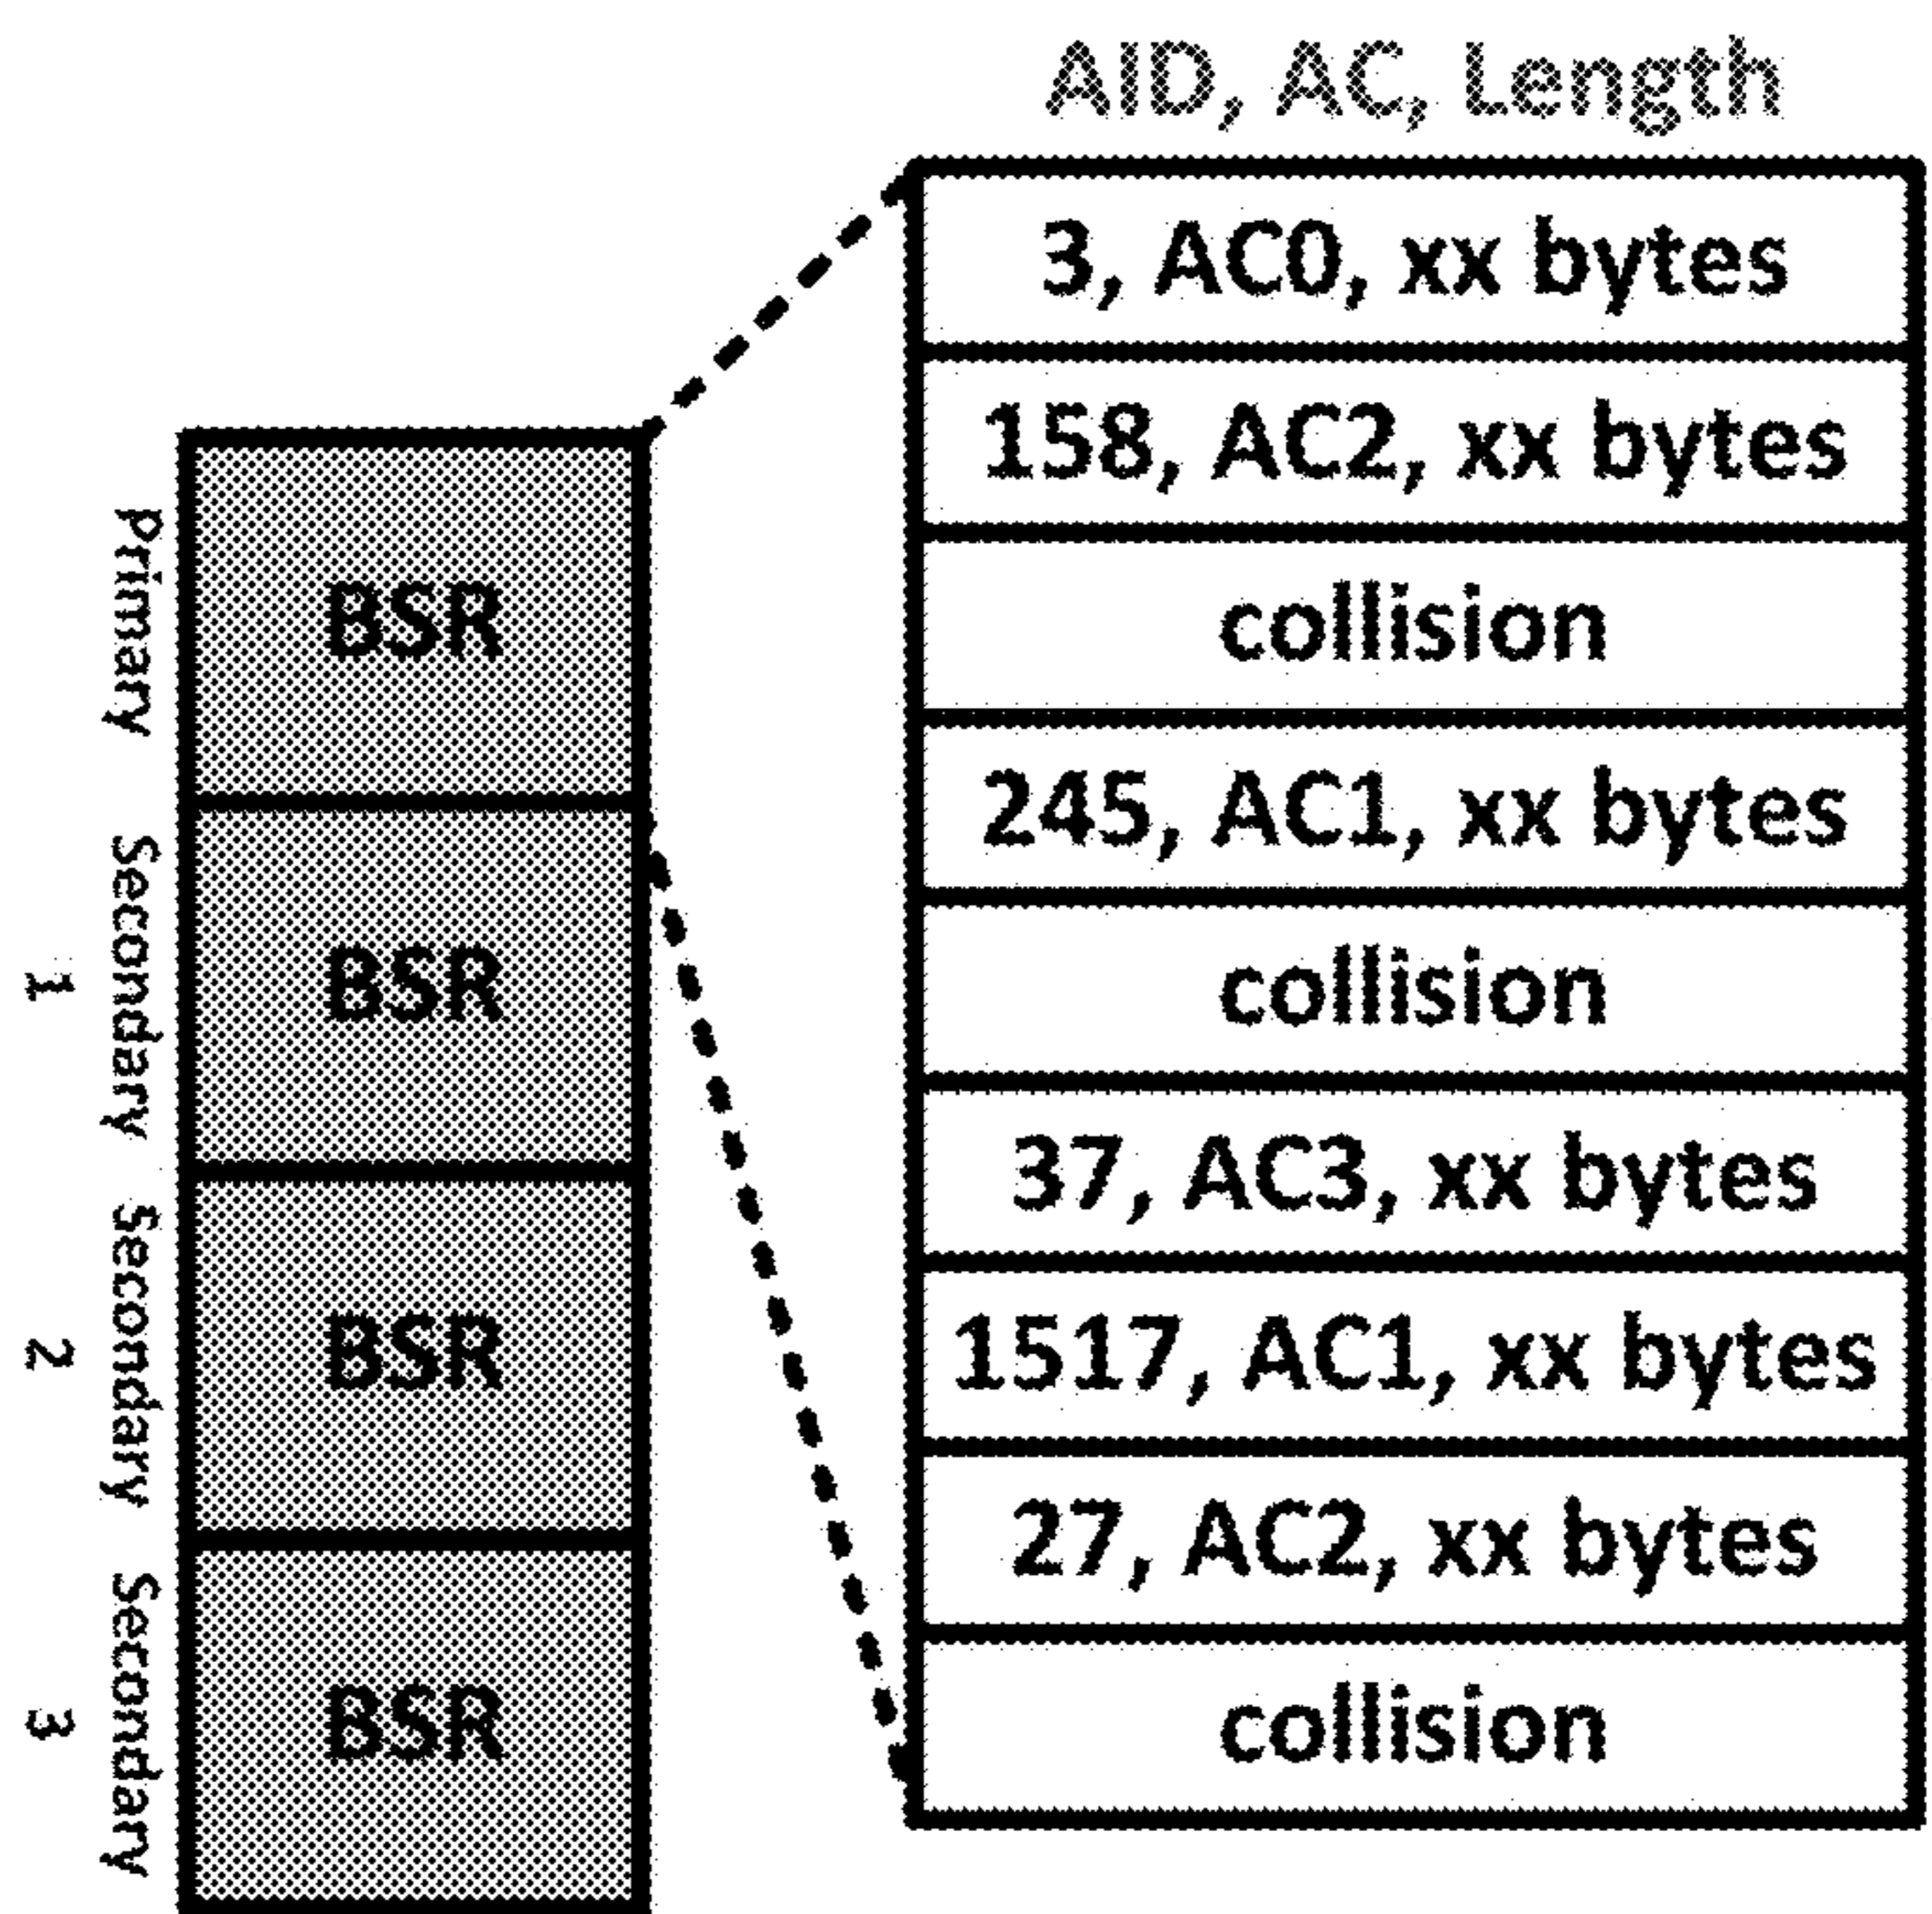 AID, AC, Length
3, AC0, xx bytes
158, AC2, xx bytes
collision
245, AC1, xx bytes
collision
37, AC3, xx bytes
1517, AC1, xx bytes
27, AC2, xx bytes
collision
Primary
BSR
Secondary
1
BSR
Secondary
2
BSR
Secondary
3
BSR